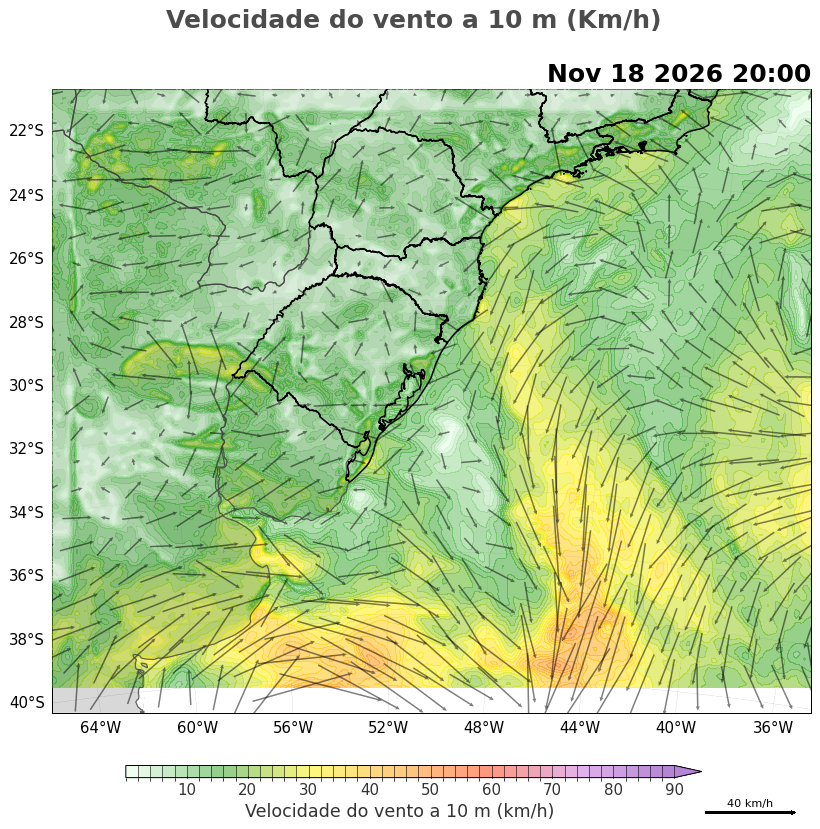 Velocidade do vento a 10 m (Km/h)
Nov 18 2026 20:00
22°S
24°S
26°S
28°S
30°S
32°S
34°S
36°S
38°S
40°S
64°W 60°W 56°W 52°W 48°W 44°W 40°W 36°W
10 20 30 40 50 60 70 80 90
Velocidade do vento a 10 m (km/h)
40 km/h